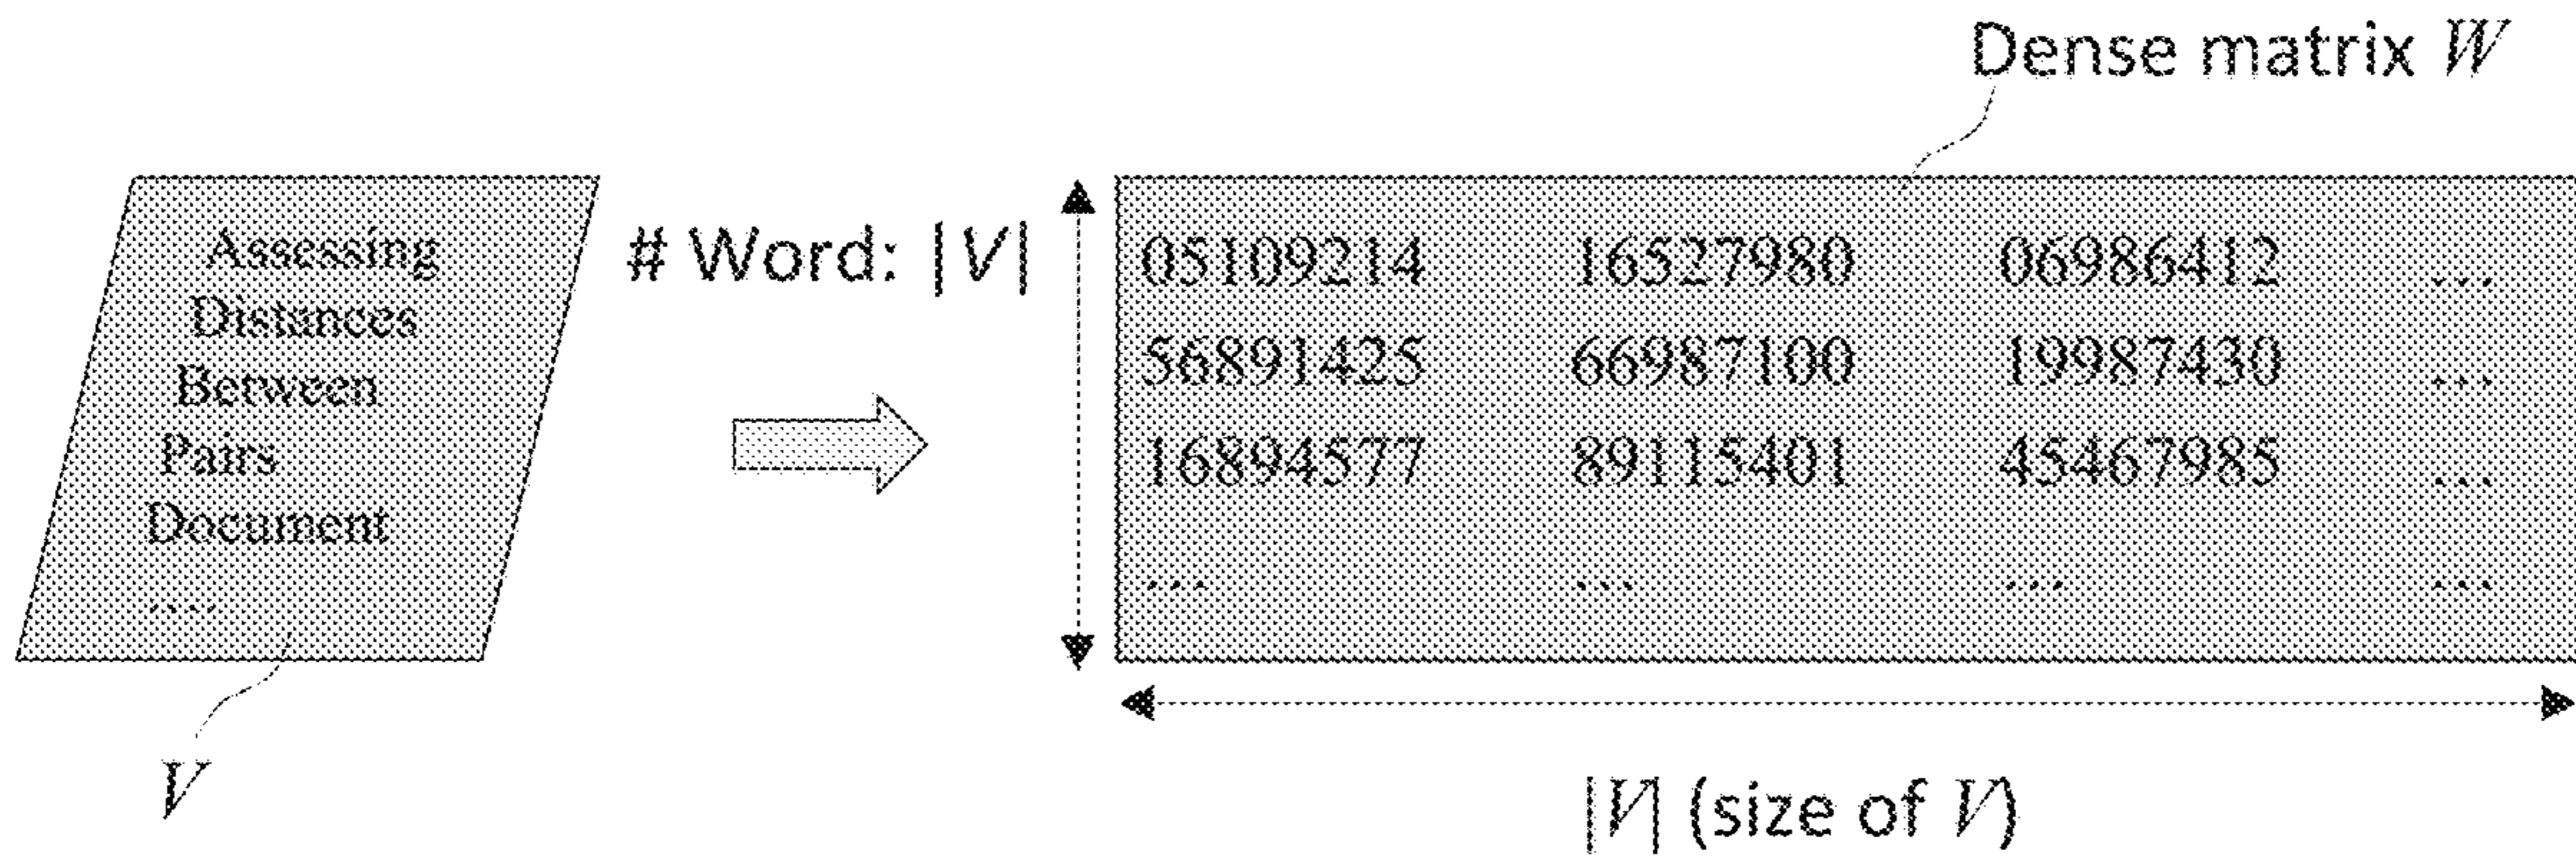 Dense matrix W
Assessing
Distances
Between
Pairs
Document
....
V
# Word: |V|
05109214 16527980 06986412 ...
56891425 66987100 19987430 ...
16894577 89115401 45467985 ...
... ... ... ...
|V| (size of V)